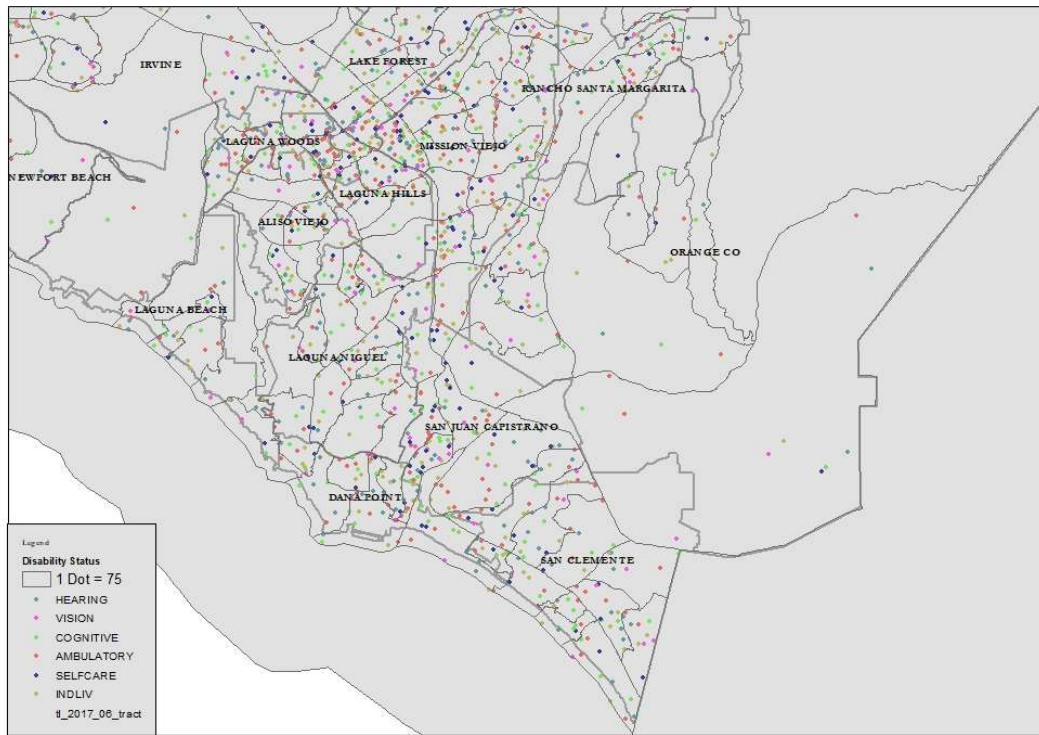 IRVINE
LAKE FOREST
RANCHO SANTA MARGARITA
LAGUNA WOODS
MISSION VIEJO
NEWPORT BEACH
LAGUNA HILLS
ALISO VIEJO
ORANGE CO
LAGUNA BEACH
LAGUNA NIGUEL
SAN JUAN CAPISTRANO
DANA POINT
SAN CLEMENTE
Legend
Disability Status
1 Dot = 75
HEARING
VISION
COGNITIVE
AMBULATORY
SELFCARE
INDLIV
tl_2017_06_tract